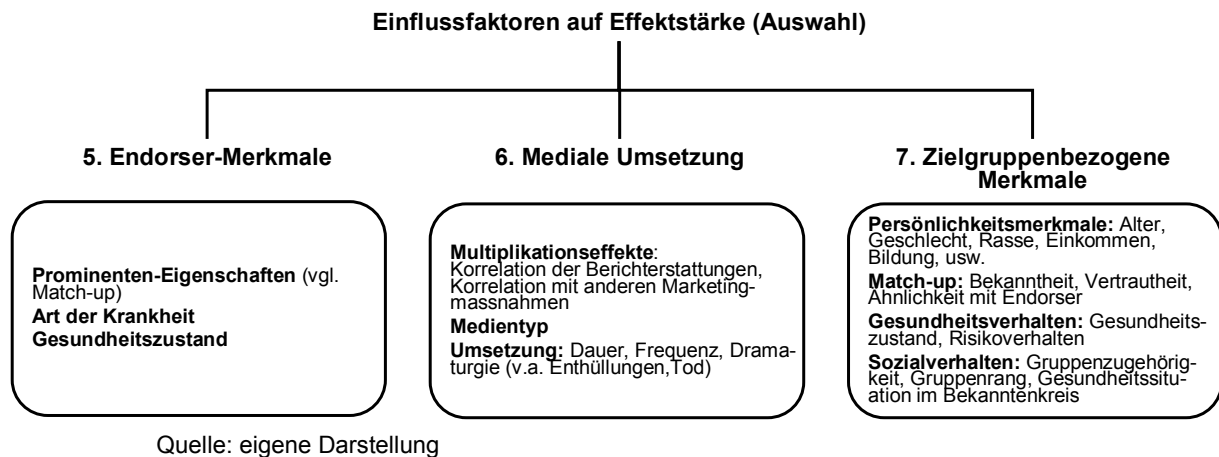 Einflussfaktoren auf Effektstärke (Auswahl)
5. Endorser-Merkmale
Prominenten-Eigenschaften (vgl.
Match-up)
Art der Krankheit
Gesundheitszustand
6. Mediale Umsetzung
Multiplikationseffekte:
Korrelation der Berichterstattungen,
Korrelation mit anderen Marketing-
massnahmen
Medientyp
Umsetzung: Dauer, Frequenz, Drama-
turgie (v.a. Enthüllungen,Tod)
7. Zielgruppenbezogene
Merkmale
Persönlichkeitsmerkmale: Alter,
Geschlecht, Rasse, Einkommen,
Bildung, usw.
Match-up: Bekanntheit, Vertrautheit,
Ähnlichkeit mit Endorser
Gesundheitsverhalten: Gesundheits-
zustand, Risikoverhalten
Sozialverhalten: Gruppenzugehörig-
keit, Gruppenrang, Gesundheitssitu-
ation im Bekanntenkreis
Quelle: eigene Darstellung